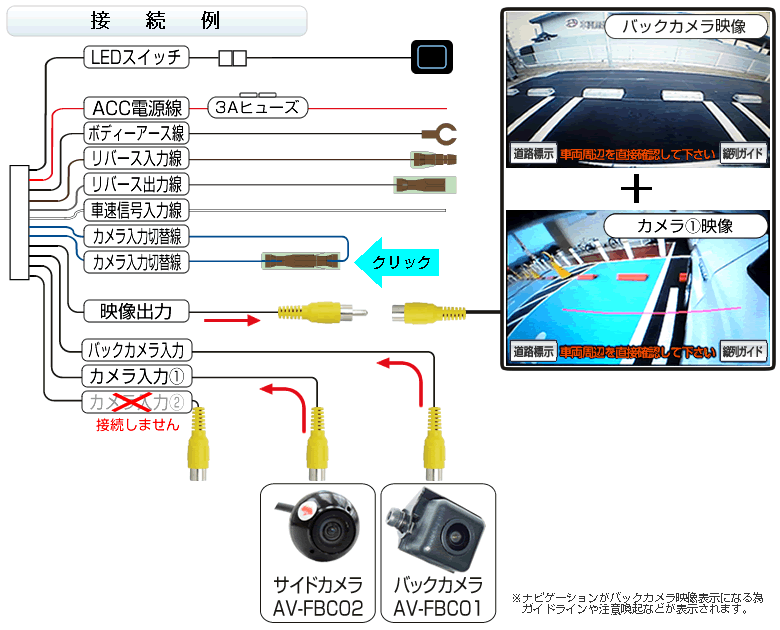 接 続 例
LEDスイッチ
ACC電源線
3Aヒューズ
ボディーアース線
リバース入力線
リバース出力線
車速信号入力線
カメラ入力切替線
カメラ入力切替線
クリック
映像出力
バックカメラ入力
カメラ入力①
カメラ入力②
接続しません
サイドカメラ
AV-FBC02
バックカメラ
AV-FBC01
バックカメラ映像
道路標示
車両周辺を直接確認して下さい
縦列ガイド
+
カメラ①映像
道路標示
車両周辺を直接確認して下さい
縦列ガイド
※ナビゲーションがバックカメラ映像表示になる為
ガイドラインや注意喚起などが表示されます。